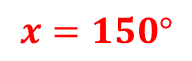 x = 150°